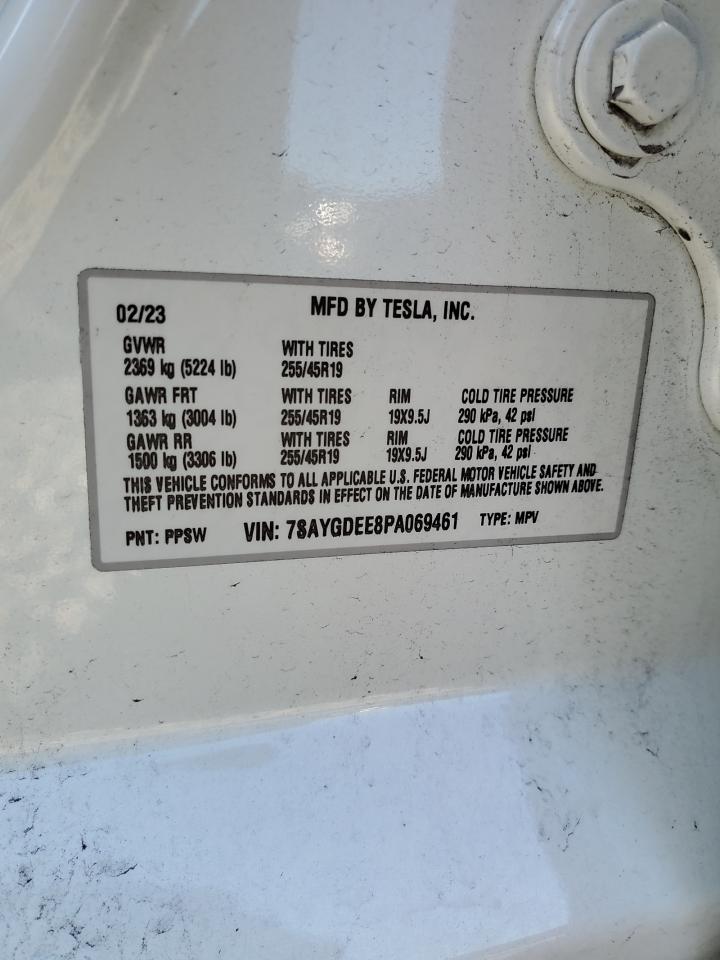 02/23 MFD BY TESLA, INC.
GVWR WITH TIRES
2369 kg (5224 lb) 255/45R19
GAWR FRT WITH TIRES RIM COLD TIRE PRESSURE
1363 kg (3004 lb) 255/45R19 19X9.5J 290 kPa, 42 psi
GAWR RR WITH TIRES RIM COLD TIRE PRESSURE
1500 kg (3306 lb) 255/45R19 19X9.5J 290 kPa, 42 psi
THIS VEHICLE CONFORMS TO ALL APPLICABLE U.S. FEDERAL MOTOR VEHICLE SAFETY AND
THEFT PREVENTION STANDARDS IN EFFECT ON THE DATE OF MANUFACTURE SHOWN ABOVE.
PNT: PPSW VIN: 7SAYGDEE8PA069461 TYPE: MPV